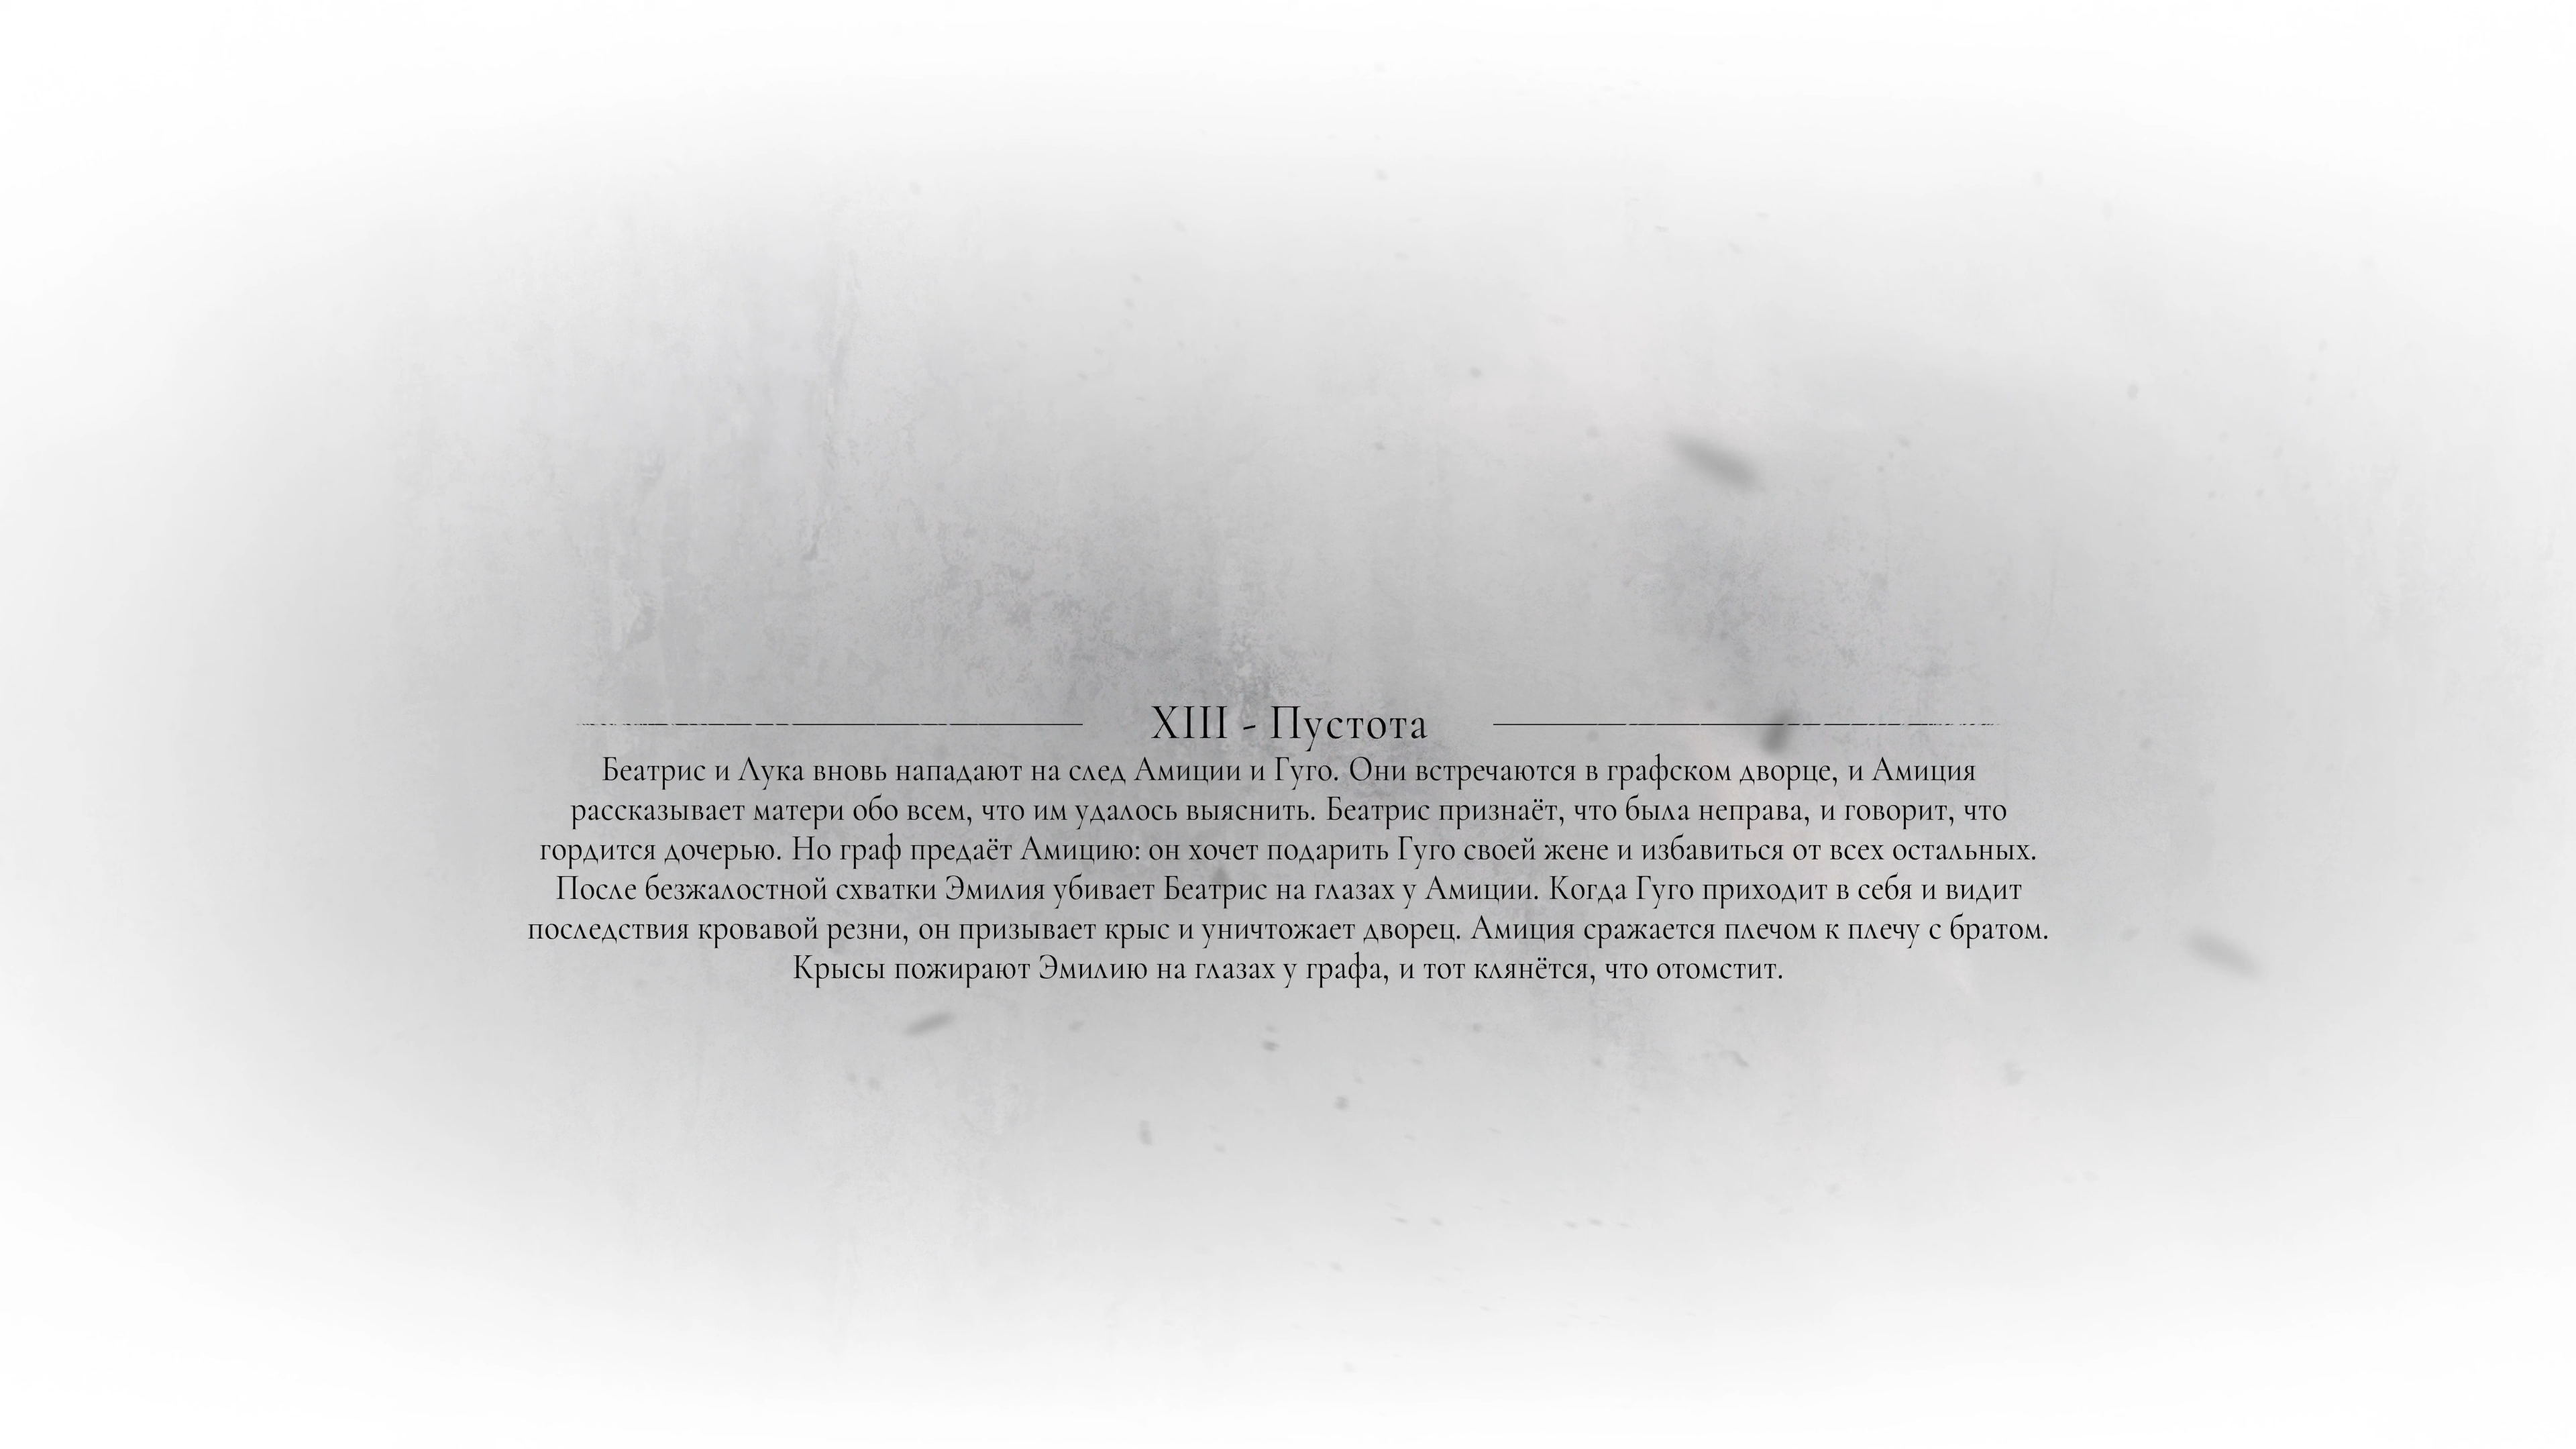 XIII - Пустота
Беатрис и Лука вновь нападают на след Амиции и Гуго. Они встречаются в графском дворце, и Амиция
рассказывает матери обо всем, что им удалось выяснить. Беатрис признаёт, что была неправа, и говорит, что
гордится дочерью. Но граф предаёт Амицию: он хочет подарить Гуго своей жене и избавиться от всех остальных.
После безжалостной схватки Эмилия убивает Беатрис на глазах у Амиции. Когда Гуго приходит в себя и видит
последствия кровавой резни, он призывает крыс и уничтожает дворец. Амиция сражается плечом к плечу с братом.
Крысы пожирают Эмилию на глазах у графа, и тот клянётся, что отомстит.